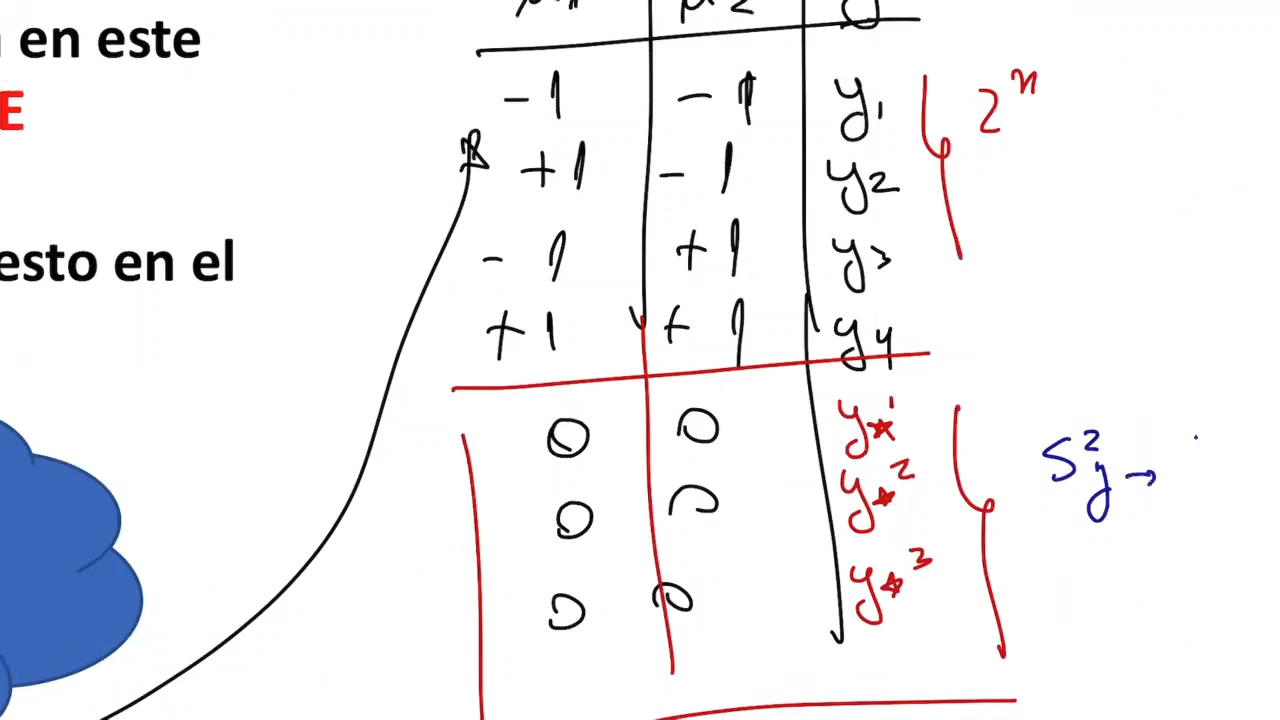 en este
E
esto en el
y
-1 -1 y1 2^n
+1 -1 y2
-1 +1 y3
+1 +1 y4
0 0 y*1
0 0 y*2 S²y →
0 0 y*3